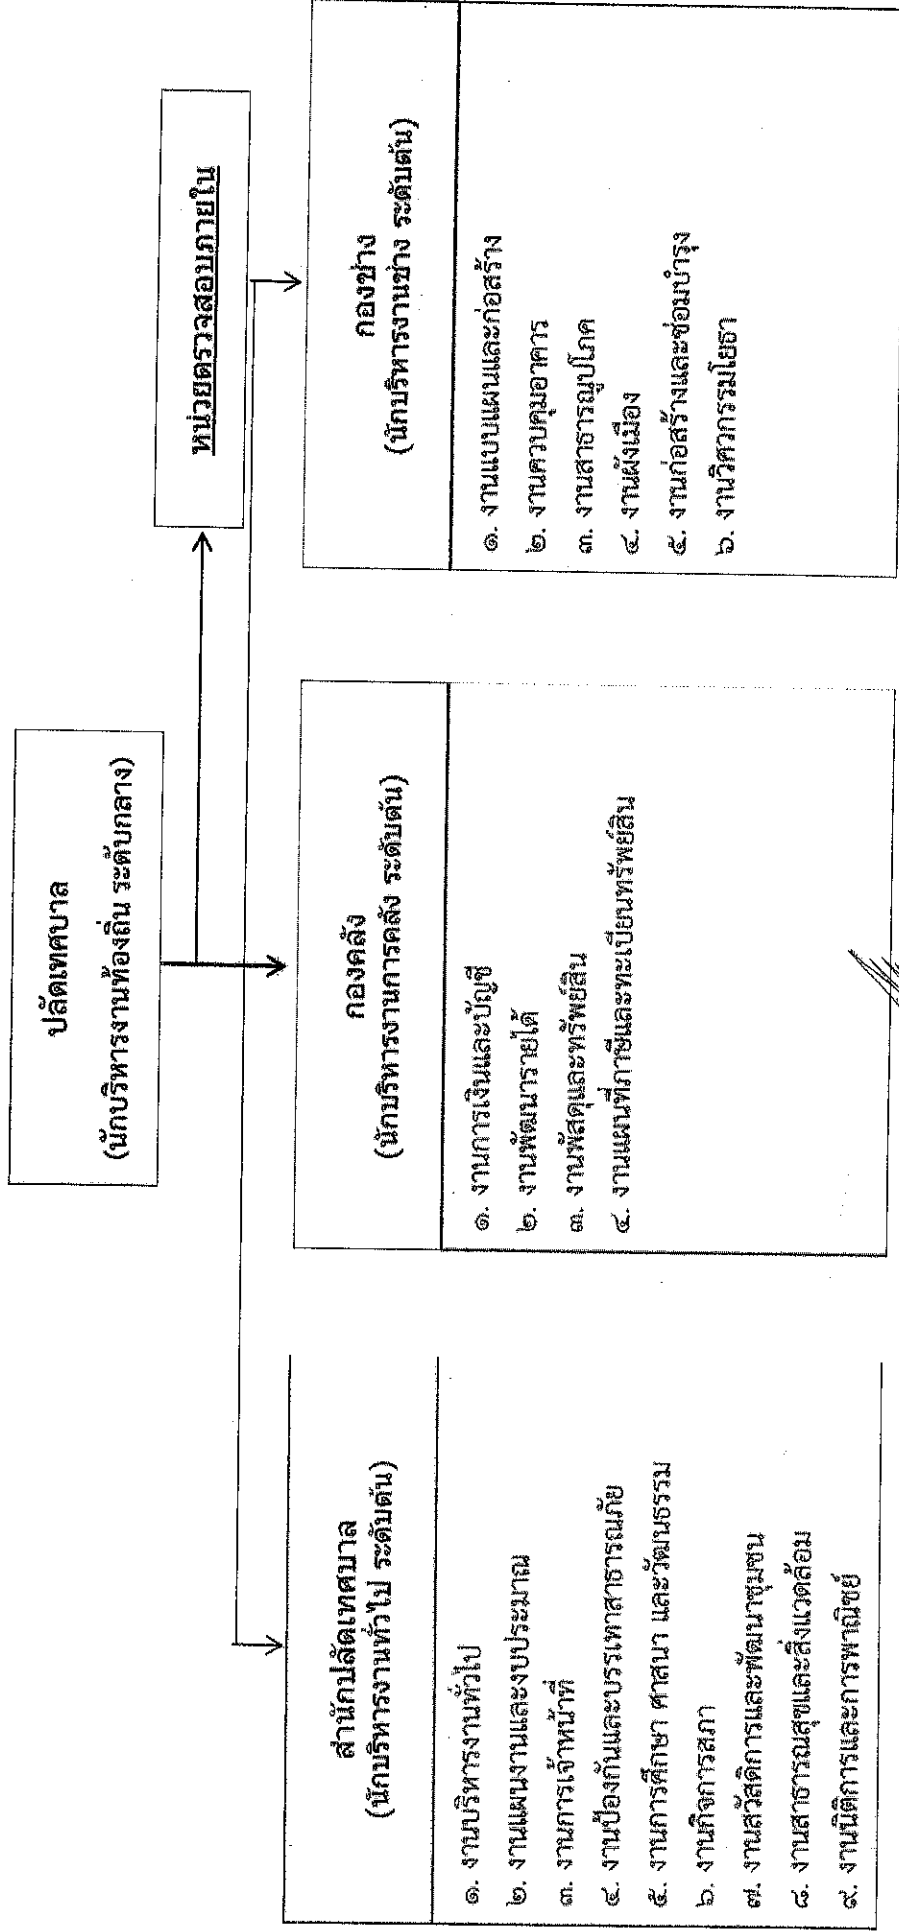 ปลัดเทศบาล
(นักบริหารงานท้องถิ่น ระดับกลาง)
หน่วยตรวจสอบภายใน
สำนักปลัดเทศบาล
(นักบริหารงานทั่วไป ระดับต้น)
๑. งานบริหารงานทั่วไป
๒. งานแผนงานและงบประมาณ
๓. งานการเจ้าหน้าที่
๔. งานป้องกันและบรรเทาสาธารณภัย
๕. งานการศึกษา ศาสนา และวัฒนธรรม
๖. งานกิจการสภา
๗. งานสวัสดิการและพัฒนาชุมชน
๘. งานสาธารณสุขและสิ่งแวดล้อม
๙. งานนิติการและการพาณิชย์
กองคลัง
(นักบริหารงานการคลัง ระดับต้น)
๑. งานการเงินและบัญชี
๒. งานพัฒนารายได้
๓. งานพัสดุและทรัพย์สิน
๔. งานแผนที่ภาษีและทะเบียนทรัพย์สิน
กองช่าง
(นักบริหารงานช่าง ระดับต้น)
๑. งานแบบแผนและก่อสร้าง
๒. งานควบคุมอาคาร
๓. งานสาธารณูปโภค
๔. งานผังเมือง
๕. งานก่อสร้างและซ่อมบำรุง
๖. งานวิศวกรรมโยธา